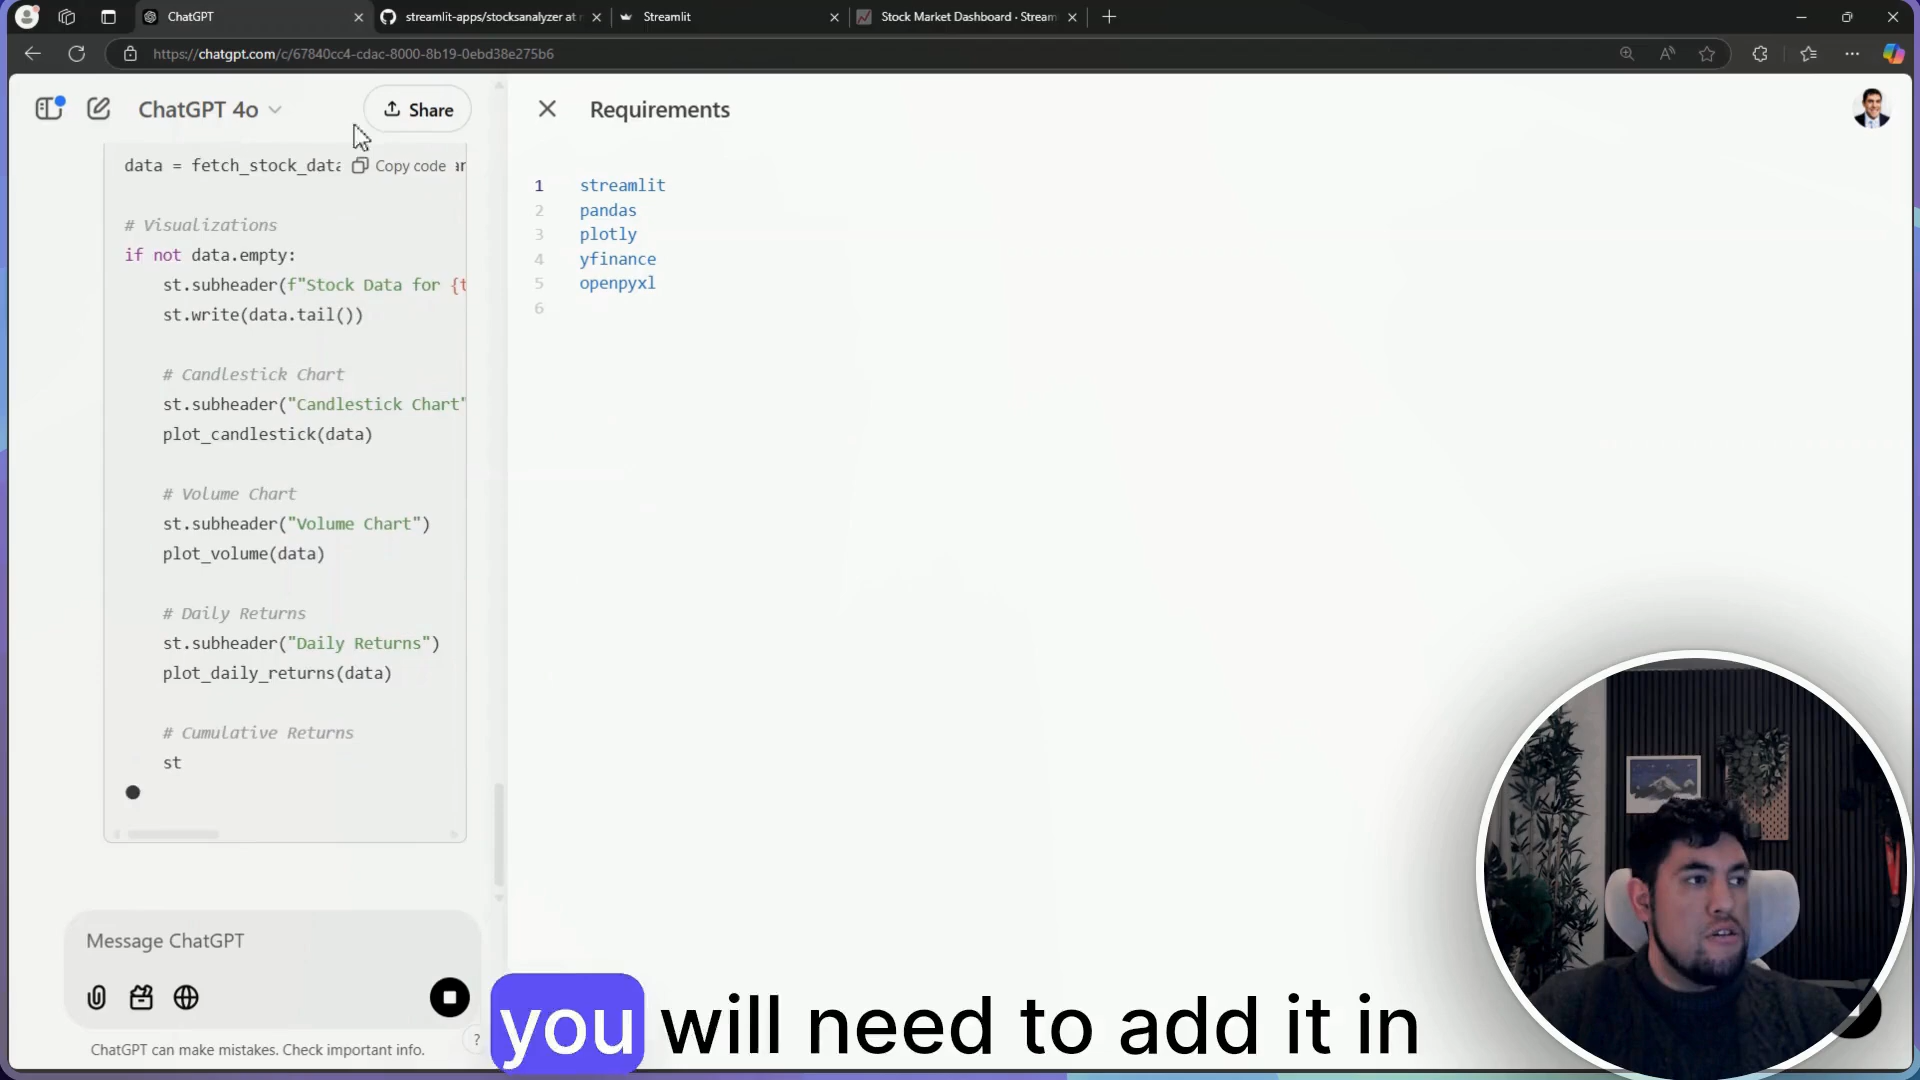 ChatGPT
streamlit-apps/stocksanalyzer at
Streamlit
Stock Market Dashboard · Stream
https://chatgpt.com/c/67840cc4-cdac-8000-8b19-0ebd38e275b6
ChatGPT 4o
Share
Requirements
data = fetch_stock_data
Copy code
# Visualizations
if not data.empty:
st.subheader(f"Stock Data for {t
st.write(data.tail())
# Candlestick Chart
st.subheader("Candlestick Chart"
plot_candlestick(data)
# Volume Chart
st.subheader("Volume Chart")
plot_volume(data)
# Daily Returns
st.subheader("Daily Returns")
plot_daily_returns(data)
# Cumulative Returns
st
1 streamlit
2 pandas
3 plotly
4 yfinance
5 openpyxl
6
Message ChatGPT
ChatGPT can make mistakes. Check important info.
?
you will need to add it in